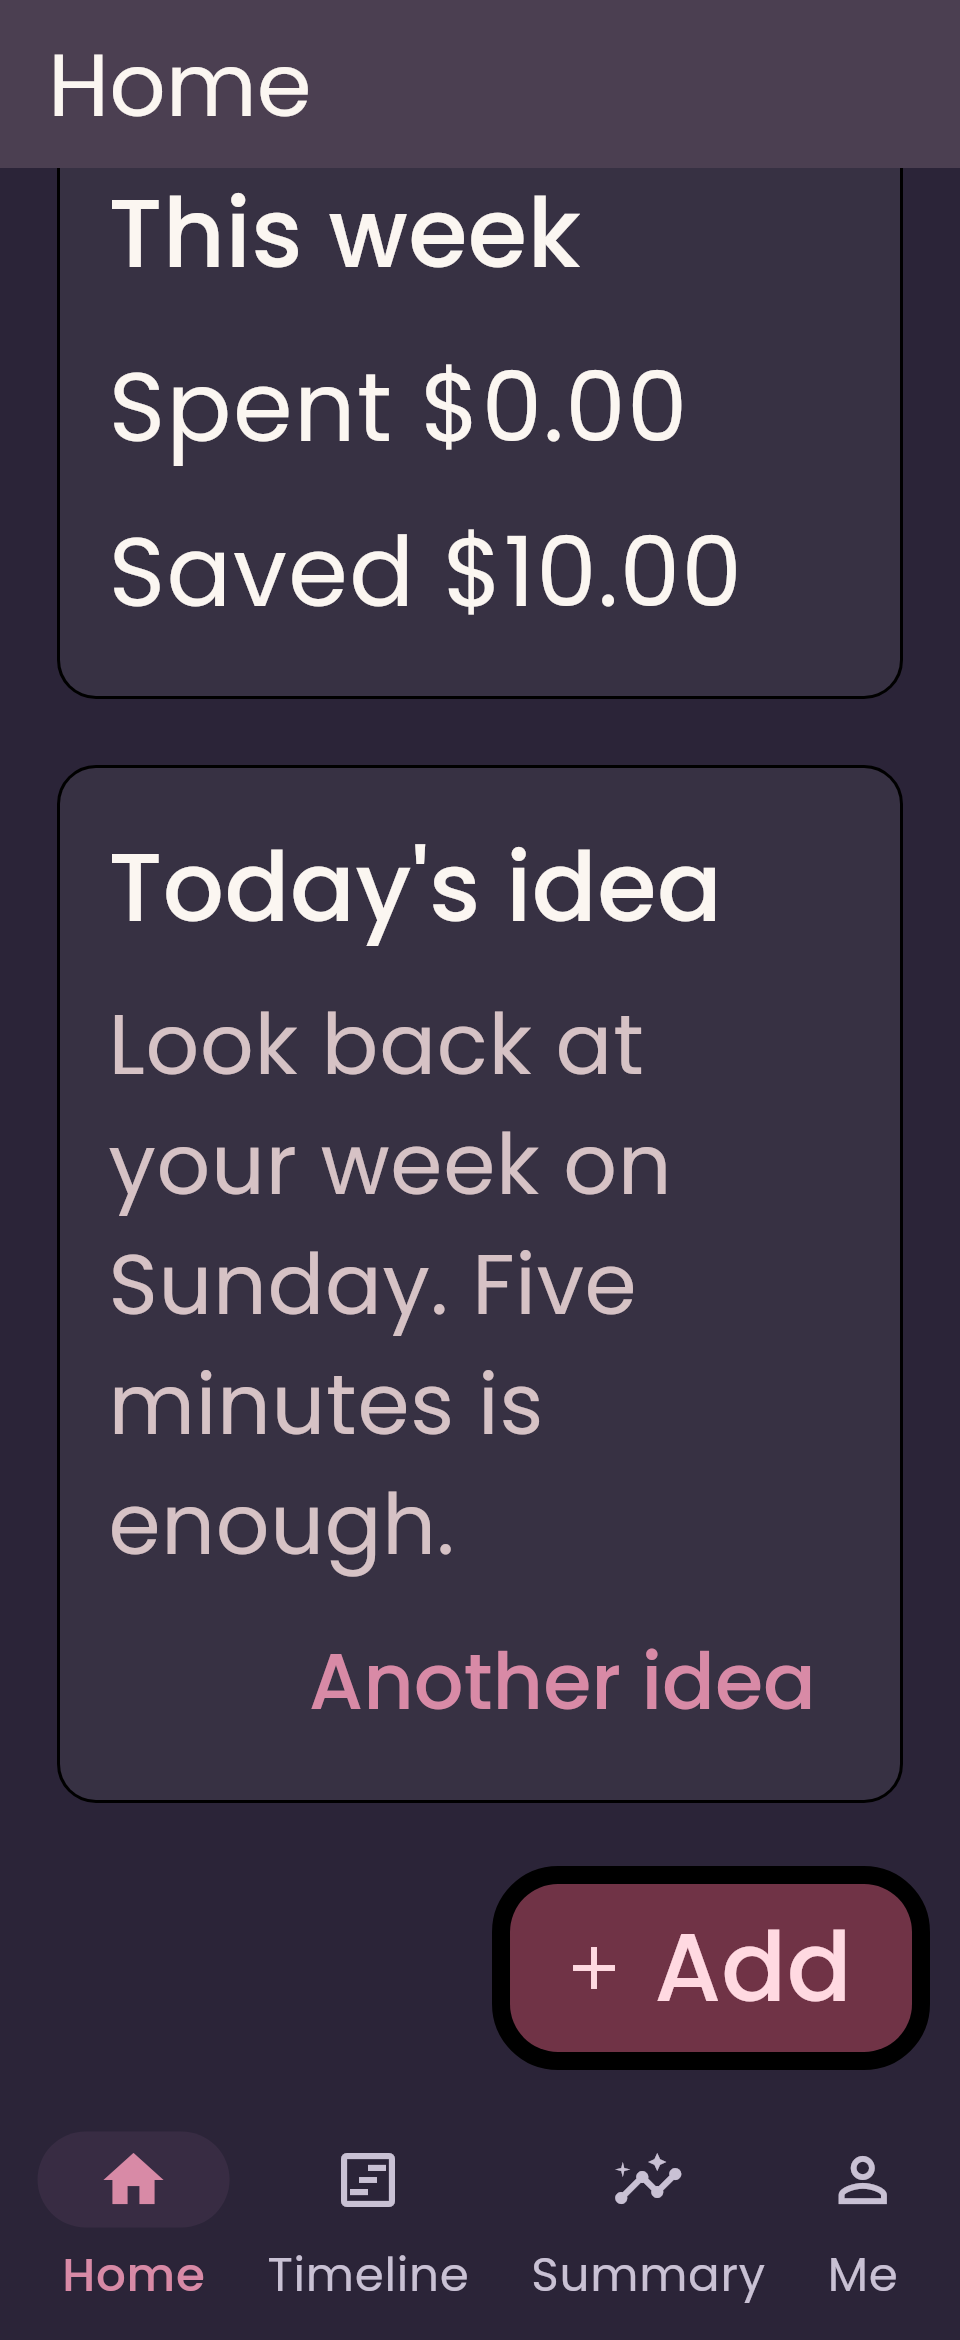 Home
This week
Spent $0.00
Saved $10.00
Today's idea
Look back at
your week on
Sunday. Five
minutes is
enough.
Another idea
+ Add
Home
Timeline
Summary
Me